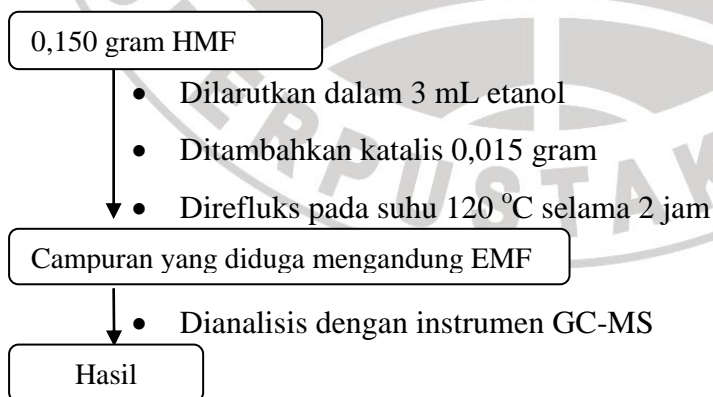 0,150 gram HMF
• Dilarutkan dalam 3 mL etanol
• Ditambahkan katalis 0,015 gram
• Direfluks pada suhu 120 °C selama 2 jam
Campuran yang diduga mengandung EMF
• Dianalisis dengan instrumen GC-MS
Hasil